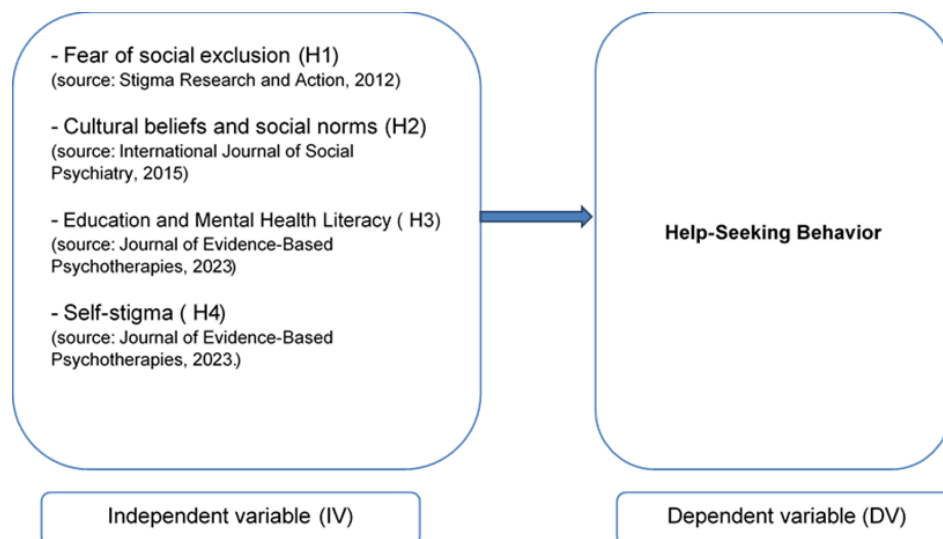 - Fear of social exclusion (H1)
(source: Stigma Research and Action, 2012)
- Cultural beliefs and social norms (H2)
(source: International Journal of Social
Psychiatry, 2015)
- Education and Mental Health Literacy ( H3)
(source: Journal of Evidence-Based
Psychotherapies, 2023)
- Self-stigma ( H4)
(source: Journal of Evidence-Based
Psychotherapies, 2023.)
Help-Seeking Behavior
Independent variable (IV)
Dependent variable (DV)